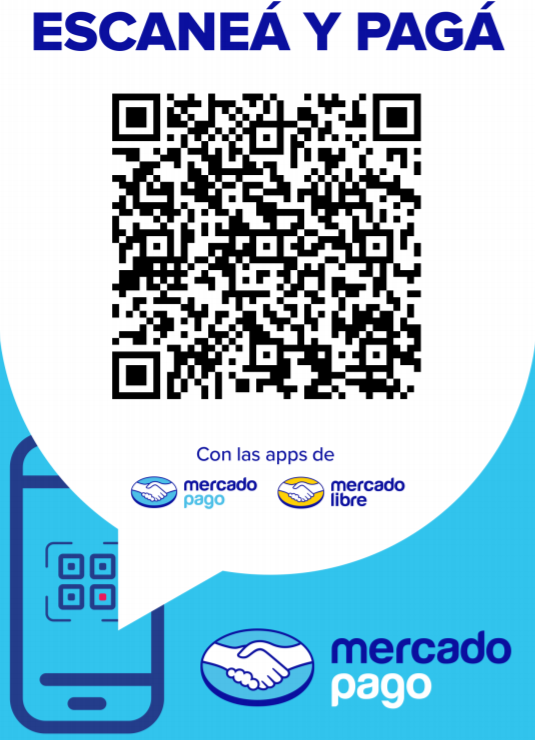 ESCANEÁ Y PAGÁ
Con las apps de
mercado
pago
mercado
libre
mercado
pago